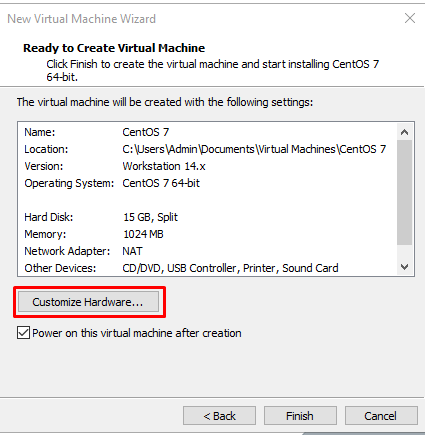 New Virtual Machine Wizard
Ready to Create Virtual Machine
Click Finish to create the virtual machine and start installing CentOS 7
64-bit.
The virtual machine will be created with the following settings:
Name: CentOS 7
Location: C:\Users\Admin\Documents\Virtual Machines\CentOS 7
Version: Workstation 14.x
Operating System: CentOS 7 64-bit
Hard Disk: 15 GB, Split
Memory: 1024 MB
Network Adapter: NAT
Other Devices: CD/DVD, USB Controller, Printer, Sound Card
Customize Hardware...
Power on this virtual machine after creation
< Back Finish Cancel